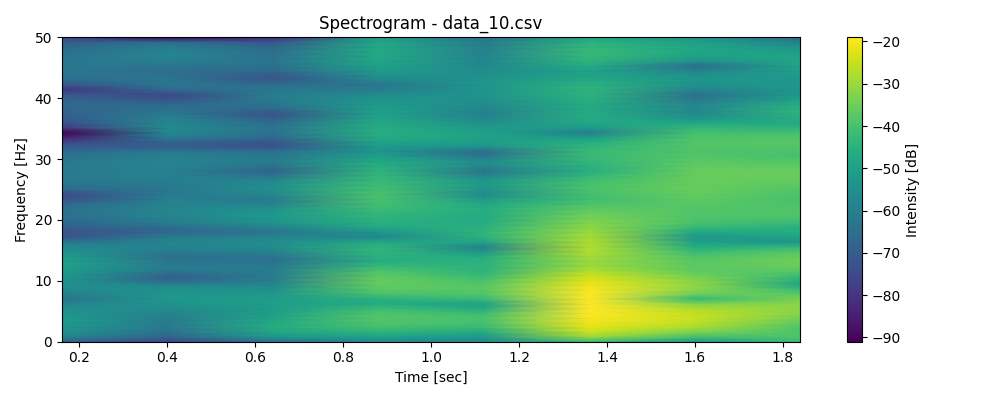 Spectrogram - data_10.csv
Frequency [Hz]
50
40
30
20
10
0
0.2 0.4 0.6 0.8 1.0 1.2 1.4 1.6 1.8
Time [sec]
−20
−30
−40
−50
−60
−70
−80
−90
Intensity [dB]